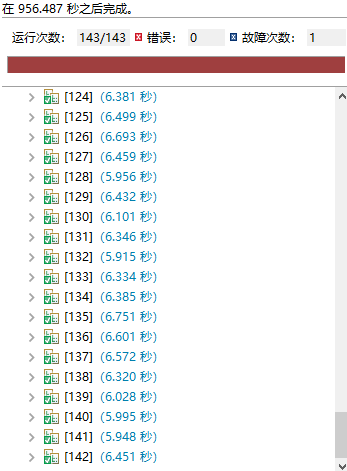 在 956.487 秒之后完成。
运行次数： 143/143 错误： 0 故障次数： 1
[124] (6.381 秒)
[125] (6.499 秒)
[126] (6.693 秒)
[127] (6.459 秒)
[128] (5.956 秒)
[129] (6.432 秒)
[130] (6.101 秒)
[131] (6.346 秒)
[132] (5.915 秒)
[133] (6.334 秒)
[134] (6.385 秒)
[135] (6.751 秒)
[136] (6.601 秒)
[137] (6.572 秒)
[138] (6.320 秒)
[139] (6.028 秒)
[140] (5.995 秒)
[141] (5.948 秒)
[142] (6.451 秒)